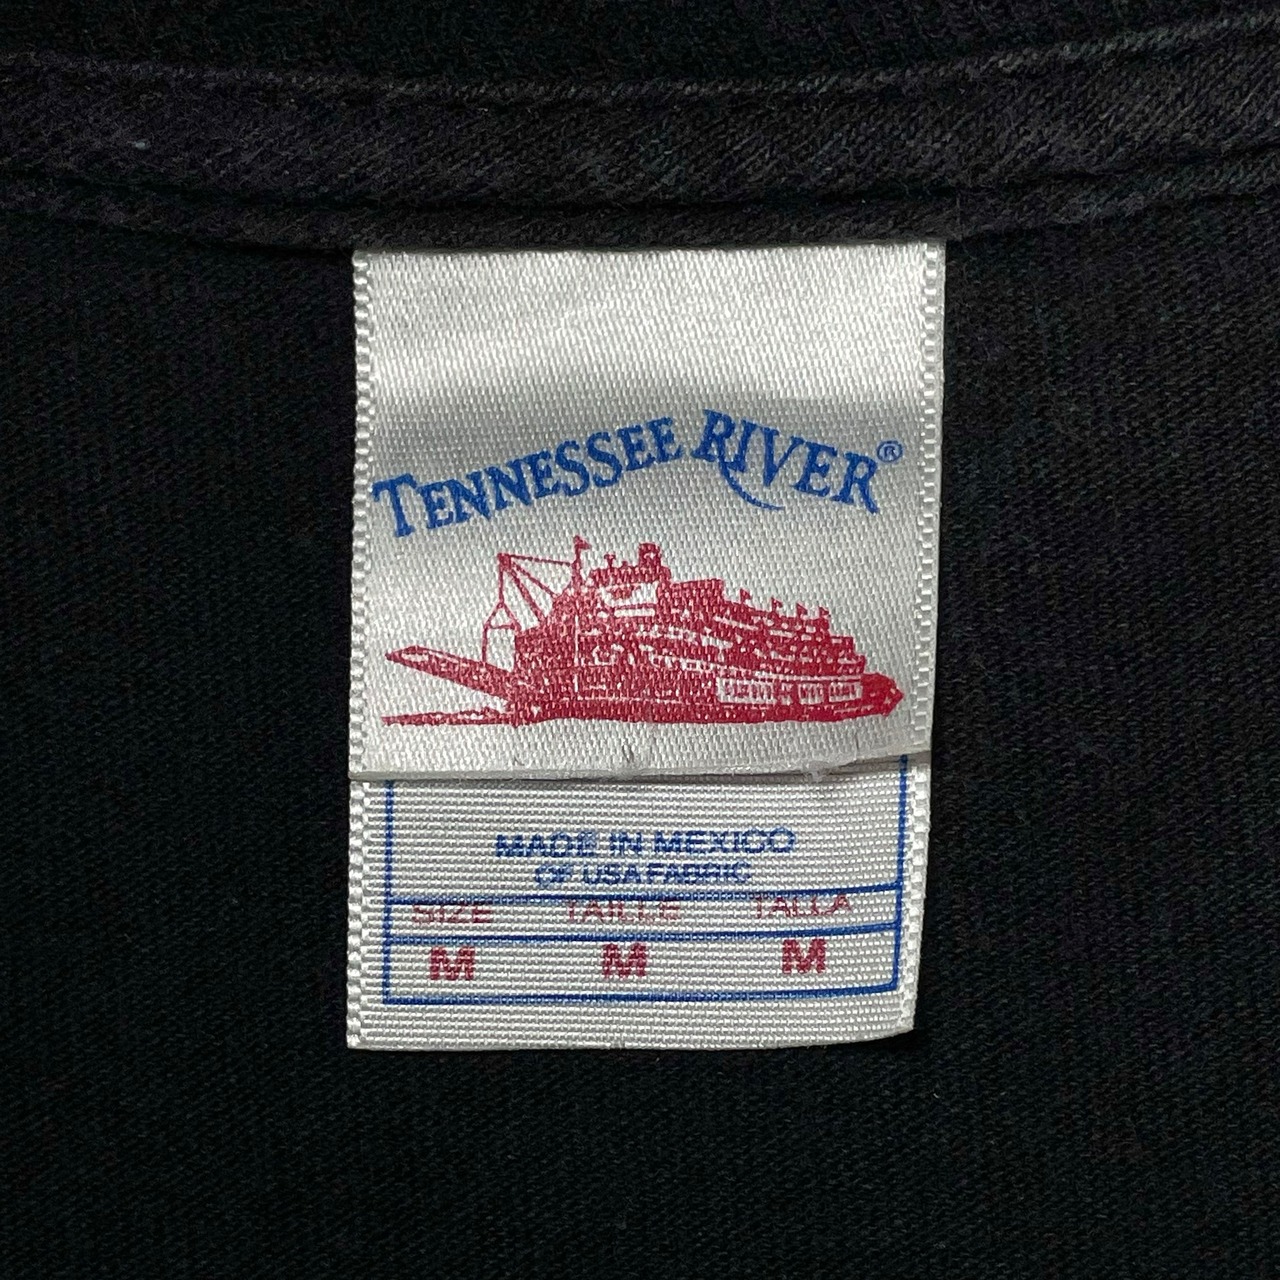 TENNESSEE RIVER®
MADE IN MEXICO
OF USA FABRIC
SIZE TAILLE TALLA
M M M